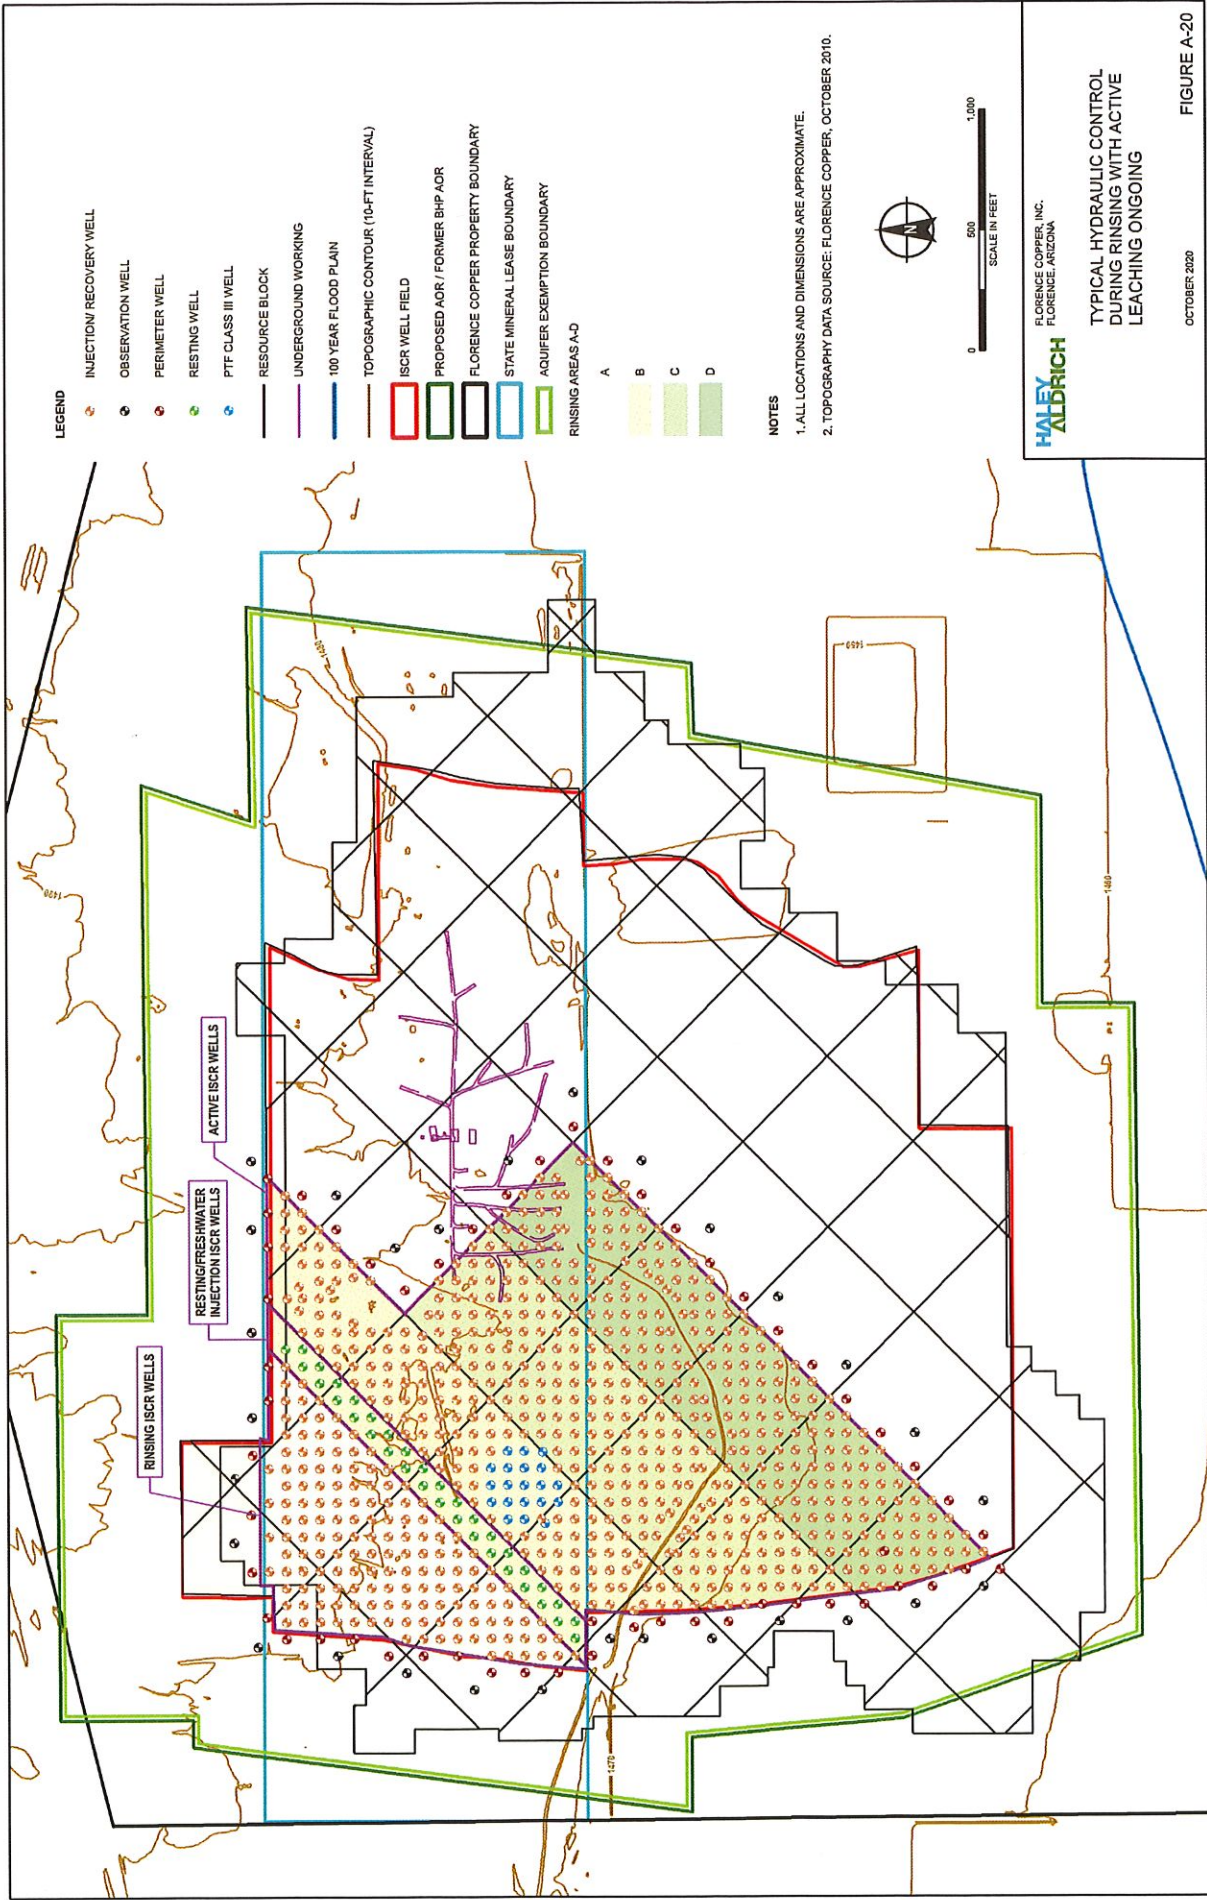 LEGEND
INJECTION/ RECOVERY WELL
OBSERVATION WELL
PERIMETER WELL
RESTING WELL
PTF CLASS III WELL
RESOURCE BLOCK
UNDERGROUND WORKING
100 YEAR FLOOD PLAIN
TOPOGRAPHIC CONTOUR (10-FT INTERVAL)
ISCR WELL FIELD
PROPOSED AOR / FORMER BHP AOR
FLORENCE COPPER PROPERTY BOUNDARY
STATE MINERAL LEASE BOUNDARY
AQUIFER EXEMPTION BOUNDARY
RINSING AREAS A-D
A
B
C
D
NOTES
1. ALL LOCATIONS AND DIMENSIONS ARE APPROXIMATE.
2. TOPOGRAPHY DATA SOURCE: FLORENCE COPPER, OCTOBER 2010.
N
0 500 1,000
SCALE IN FEET
HALEY
ALDRICH
FLORENCE COPPER, INC.
FLORENCE, ARIZONA
TYPICAL HYDRAULIC CONTROL
DURING RINSING WITH ACTIVE
LEACHING ONGOING
OCTOBER 2020
FIGURE A-20
RINSING ISCR WELLS
RESTING/FRESHWATER
INJECTION ISCR WELLS
ACTIVE ISCR WELLS
1420
1460
1470